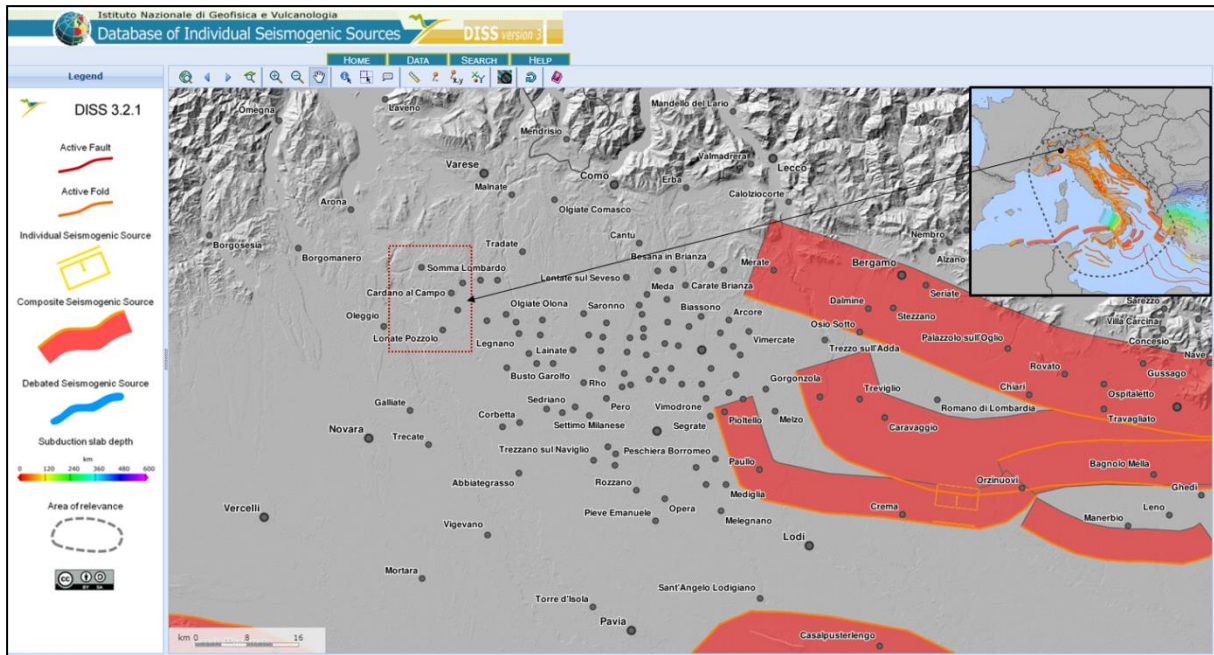 Istituto Nazionale di Geofisica e Vulcanologia
Database of Individual Seismogenic Sources
DISS version 3
HOME DATA SEARCH HELP
Legend
DISS 3.2.1
Active Fault
Active Fold
Individual Seismogenic Source
Composite Seismogenic Source
Debated Seismogenic Source
Subduction slab depth
km
0 120 240 360 480 600
Area of relevance
Omegna
Laveno
Mandello del Lario
Mendrisio
Varese
Valmadrera
Lecco
Como
Erba
Malnate
Calolziocorte
Arona
Olgiate Comasco
Borgosesia
Borgomanero
Tradate
Cantu
Nembro
Alzano
Besana in Brianza
Somma Lombardo
Lentate sul Seveso
Merate
Bergamo
Cardano al Campo
Meda
Carate Brianza
Seriate
Sarezzo
Olgiate Olona
Saronno
Biassono
Dalmine
Stezzano
Villa Carcina
Oleggio
Arcore
Osio Sotto
Lonate Pozzolo
Legnano
Vimercate
Trezzo sull'Adda
Palazzolo sull'Oglio
Concesio
Lainate
Rovato
Nave
Gussago
Busto Garolfo
Rho
Gorgonzola
Treviglio
Chiari
Ospitaletto
Galliate
Sedriano
Pero
Vimodrone
Romano di Lombardia
Travagliato
Corbetta
Settimo Milanese
Segrate
Pioltello
Melzo
Caravaggio
Novara
Trecate
Trezzano sul Naviglio
Peschiera Borromeo
Paullo
Bagnolo Mella
Abbiategrasso
Rozzano
Mediglia
Orzinuovi
Ghedi
Vercelli
Pieve Emanuele
Opera
Melegnano
Crema
Leno
Manerbio
Vigevano
Lodi
Mortara
Sant'Angelo Lodigiano
Torre d'Isola
Pavia
Casalpusterlengo
km 0 8 16